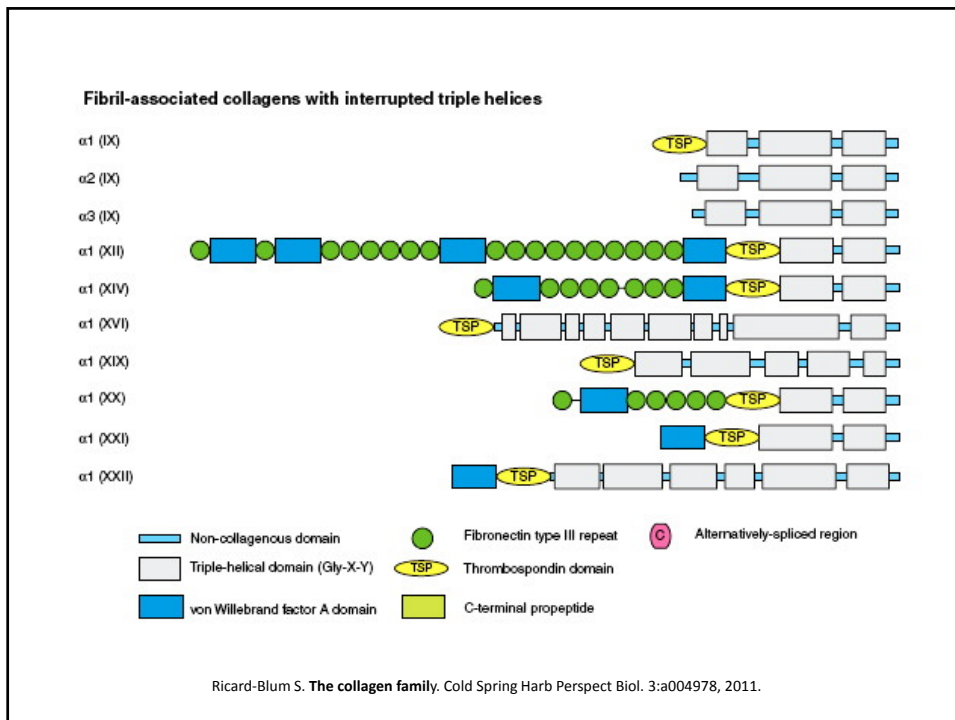 Fibril-associated collagens with interrupted triple helices
α1 (IX)
TSP
α2 (IX)
α3 (IX)
α1 (XII)
TSP
α1 (XIV)
TSP
α1 (XVI)
TSP
α1 (XIX)
TSP
α1 (XX)
TSP
α1 (XXI)
TSP
α1 (XXII)
TSP
Non-collagenous domain
Fibronectin type III repeat
C
Alternatively-spliced region
Triple-helical domain (Gly-X-Y)
TSP
Thrombospondin domain
von Willebrand factor A domain
C-terminal propeptide
Ricard-Blum S. The collagen family. Cold Spring Harb Perspect Biol. 3:a004978, 2011.